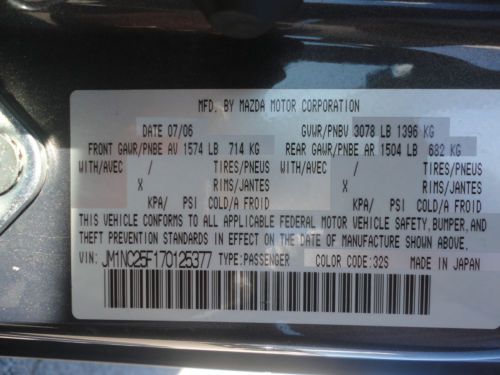 MFD. BY MAZDA MOTOR CORPORATION
DATE 07/06 GVWR/PNBV 3078 LB 1396 KG
FRONT GAWR/PNBE AV 1574 LB 714 KG REAR GAWR/PNBE AR 1504 LB 682 KG
WITH/AVEC / TIRES/PNEUS WITH/AVEC / TIRES/PNEUS
X RIMS/JANTES X RIMS/JANTES
KPA/ PSI COLD/A FROID KPA/ PSI COLD/A FROID
THIS VEHICLE CONFORMS TO ALL APPLICABLE FEDERAL MOTOR VEHICLE SAFETY,BUMPER,AND
THEFT PREVENTION STANDARDS IN EFFECT ON THE DATE OF MANUFACTURE SHOWN ABOVE.
VIN: JM1NC25F170125377 TYPE:PASSENGER COLOR CODE:32S MADE IN JAPAN